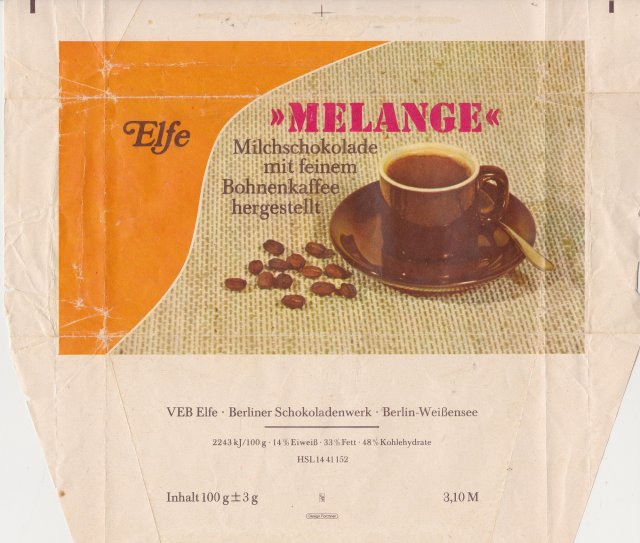 Elfe
»MELANGE«
Milchschokolade
mit feinem
Bohnenkaffee
hergestellt
VEB Elfe · Berliner Schokoladenwerk · Berlin-Weißensee
2243 kJ/100 g · 14 % Eiweiß · 33 % Fett · 48 % Kohlehydrate
HSL 14 41 152
Inhalt 100 g ± 3 g
3,10 M